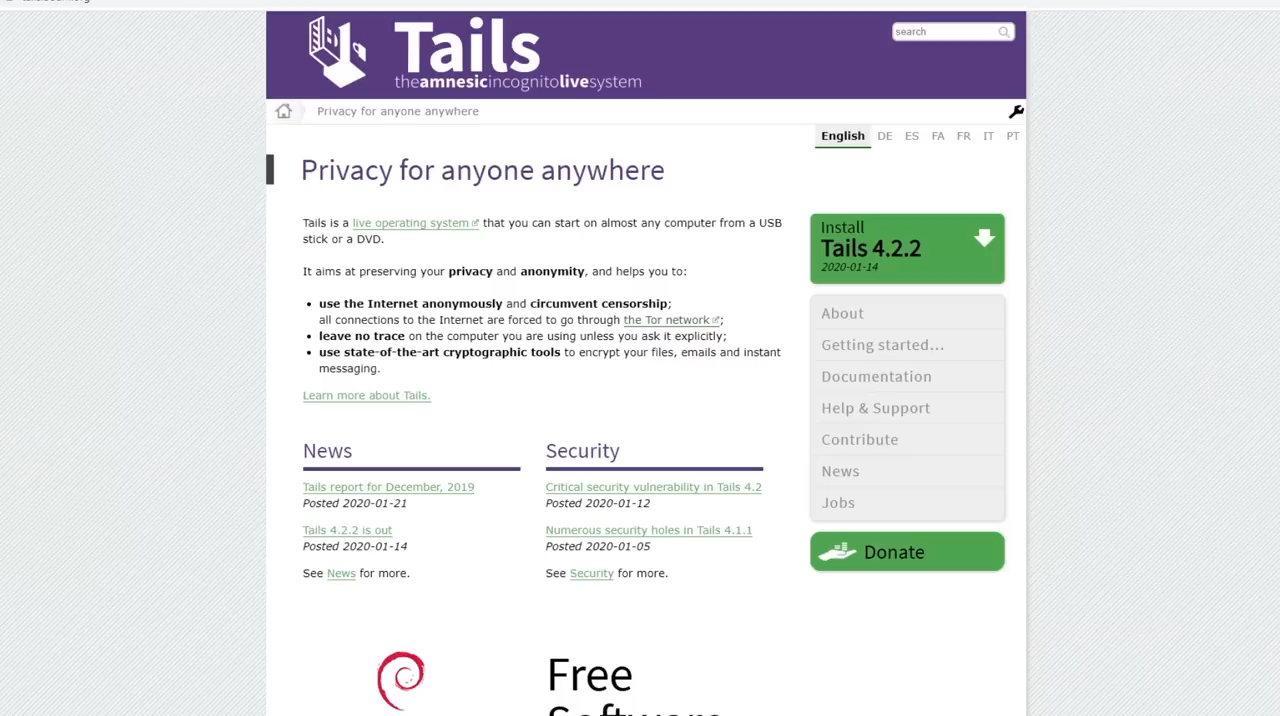 Tails
theamnesicincognitolivesystem
search
Privacy for anyone anywhere
English DE ES FA FR IT PT
Privacy for anyone anywhere
Tails is a live operating system that you can start on almost any computer from a USB
stick or a DVD.
It aims at preserving your privacy and anonymity, and helps you to:
• use the Internet anonymously and circumvent censorship;
all connections to the Internet are forced to go through the Tor network;
• leave no trace on the computer you are using unless you ask it explicitly;
• use state-of-the-art cryptographic tools to encrypt your files, emails and instant
messaging.
Learn more about Tails.
Install
Tails 4.2.2
2020-01-14
About
Getting started...
Documentation
Help & Support
Contribute
News
Jobs
Donate
News
Tails report for December, 2019
Posted 2020-01-21
Tails 4.2.2 is out
Posted 2020-01-14
See News for more.
Security
Critical security vulnerability in Tails 4.2
Posted 2020-01-12
Numerous security holes in Tails 4.1.1
Posted 2020-01-05
See Security for more.
Free
Software